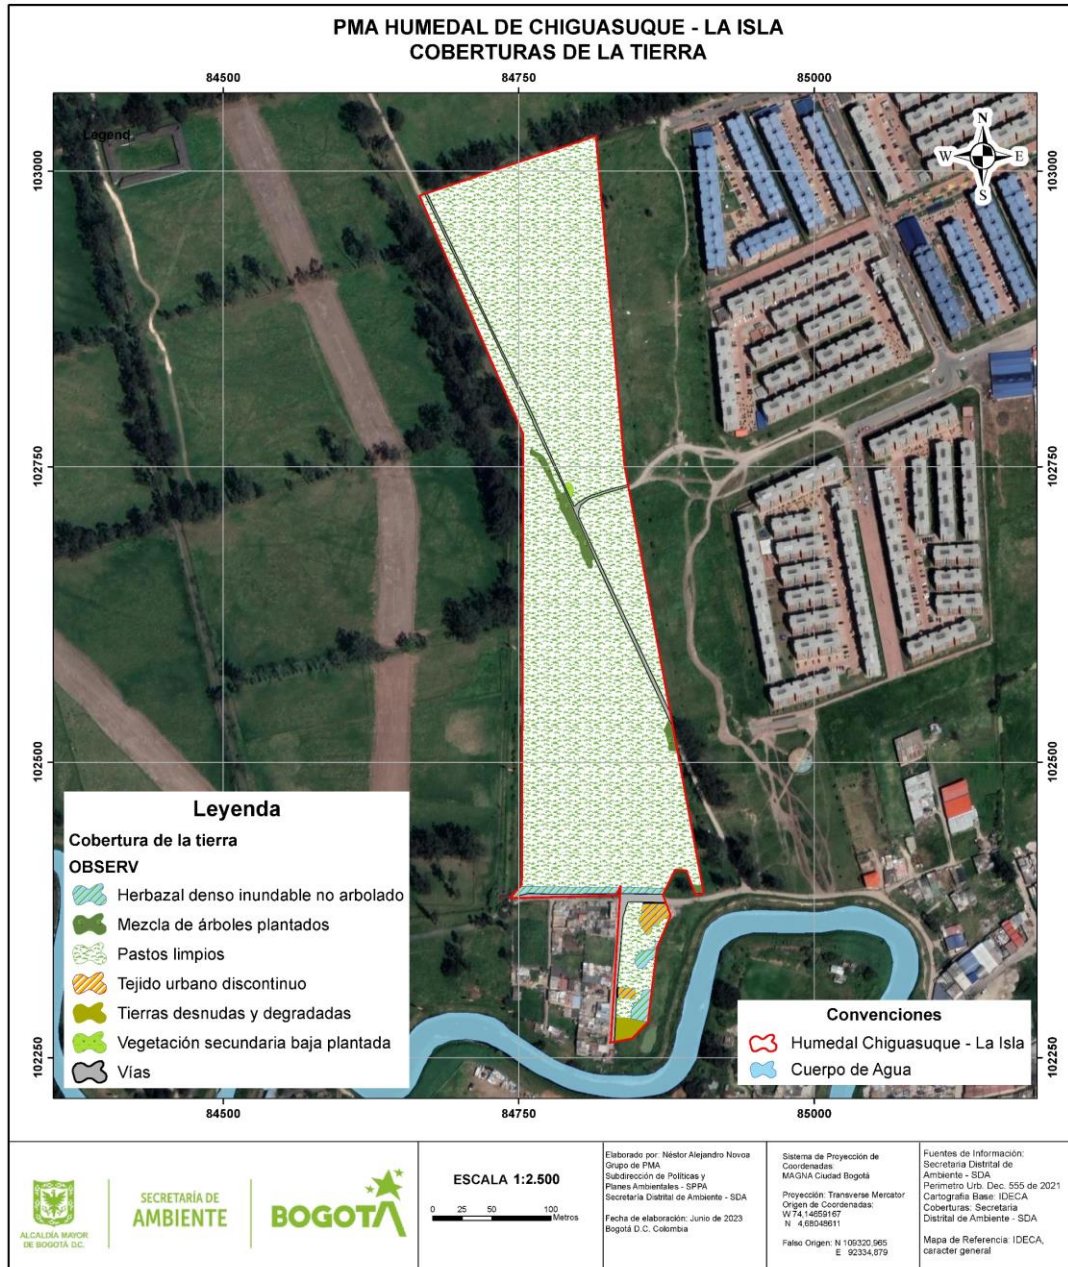 PMA HUMEDAL DE CHIGUASUQUE - LA ISLA
COBERTURAS DE LA TIERRA
84500
84750
85000
103000
102750
102500
102250
Legend
N
W
E
S
103000
102750
102500
102250
Leyenda
Cobertura de la tierra
OBSERV
Herbazal denso inundable no arbolado
Mezcla de árboles plantados
Pastos limpios
Tejido urbano discontinuo
Tierras desnudas y degradadas
Vegetación secundaria baja plantada
Vías
Convenciones
Humedal Chiguasuque - La Isla
Cuerpo de Agua
84500
84750
85000
ALCALDÍA MAYOR
DE BOGOTÁ D.C.
SECRETARÍA DE
AMBIENTE
BOGOTÁ
ESCALA 1:2.500
0 25 50 100
Metros
Elaborado por: Néstor Alejandro Novoa
Grupo de PMA
Subdirección de Políticas y
Planes Ambientales - SPPA
Secretaría Distrital de Ambiente - SDA
Fecha de elaboración: Junio de 2023
Bogotá D.C. Colombia
Sistema de Proyección de
Coordenadas:
MAGNA Ciudad Bogotá
Proyección: Transverse Mercator
Origen de Coordenadas:
W 74,14659167
N 4,68048611
Falso Origen: N 109320,965
E 92334,879
Fuentes de Información:
Secretaria Distrital de
Ambiente - SDA
Perimetro Urb. Dec. 555 de 2021
Cartografia Base: IDECA
Coberturas: Secretaria
Distrital de Ambiente - SDA
Mapa de Referencia: IDECA,
caracter general